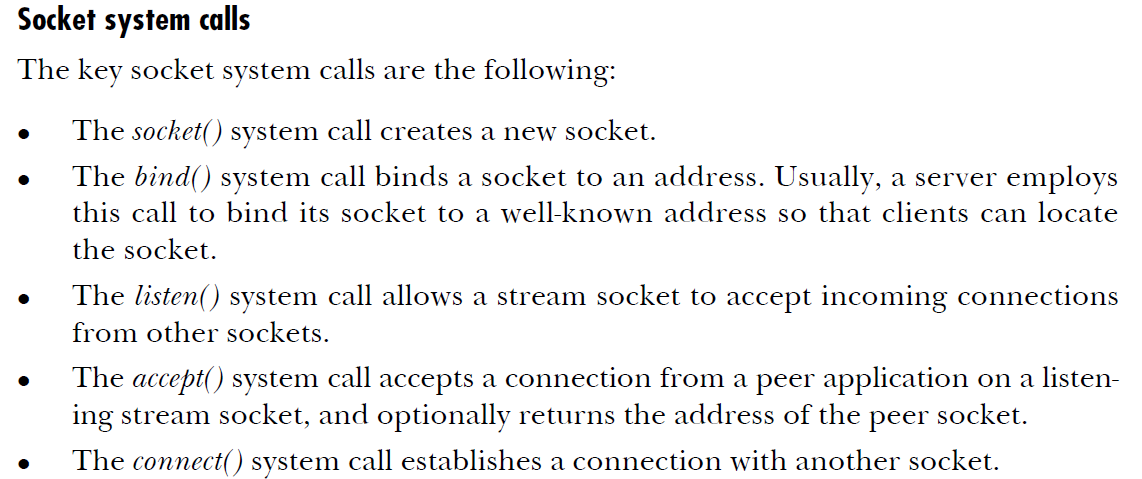 Socket system calls
The key socket system calls are the following:
• The socket() system call creates a new socket.
• The bind() system call binds a socket to an address. Usually, a server employs
this call to bind its socket to a well-known address so that clients can locate
the socket.
• The listen() system call allows a stream socket to accept incoming connections
from other sockets.
• The accept() system call accepts a connection from a peer application on a listen-
ing stream socket, and optionally returns the address of the peer socket.
• The connect() system call establishes a connection with another socket.